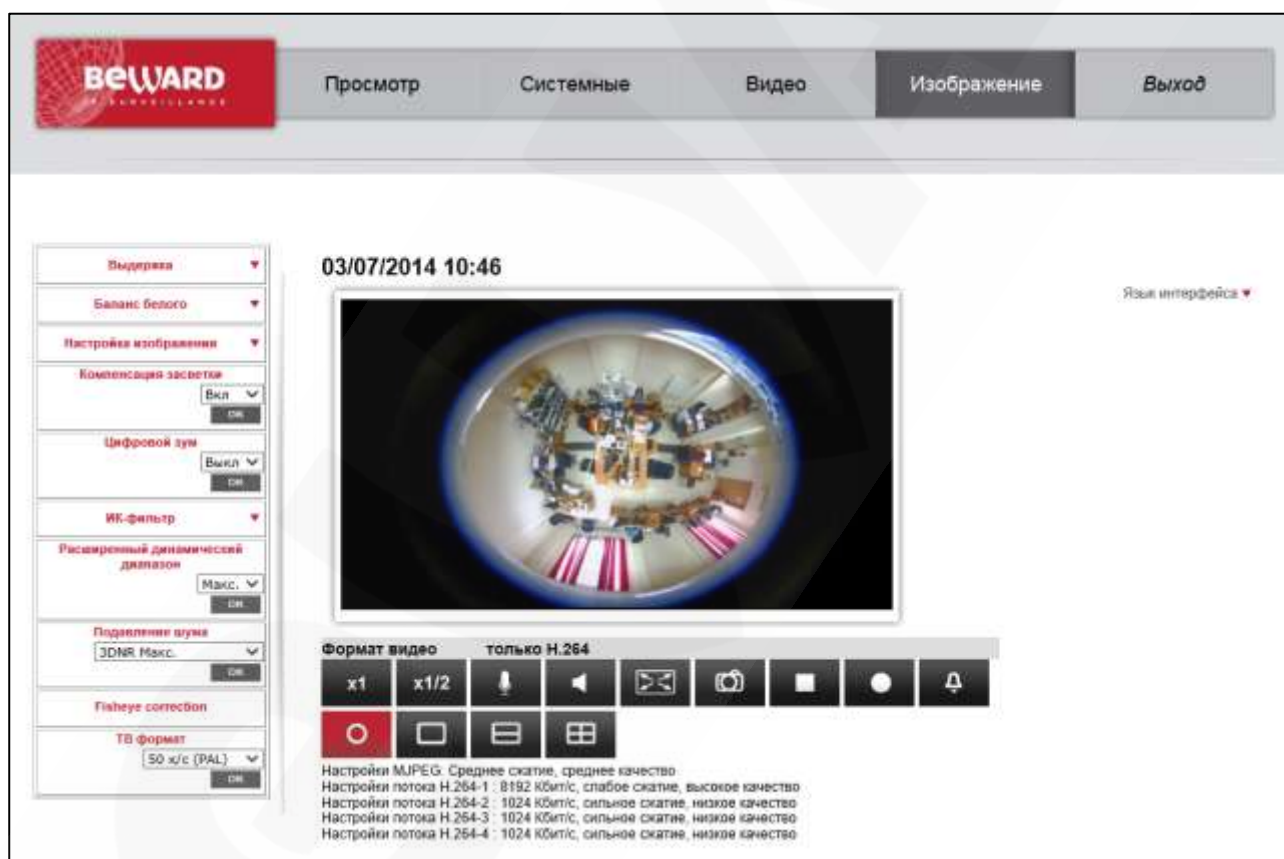 BEWARD
IP SURVEILLANCE
Просмотр
Системные
Видео
Изображение
Выход
Выдержка
Баланс белого
Настройка изображения
Компенсация засветки
Вкл
OK
Цифровой зум
Выкл
OK
ИК-фильтр
Расширенный динамический
диапазон
Макс.
OK
Подавление шума
3DNR Макс.
OK
Fisheye correction
ТВ формат
50 к/с (PAL)
OK
03/07/2014 10:46
Язык интерфейса
Формат видео только H.264
x1
x1/2
Настройки MJPEG: Среднее сжатие, среднее качество
Настройки потока H.264-1 : 8192 Кбит/с, слабое сжатие, высокое качество
Настройки потока H.264-2 : 1024 Кбит/с, сильное сжатие, низкое качество
Настройки потока H.264-3 : 1024 Кбит/с, сильное сжатие, низкое качество
Настройки потока H.264-4 : 1024 Кбит/с, сильное сжатие, низкое качество